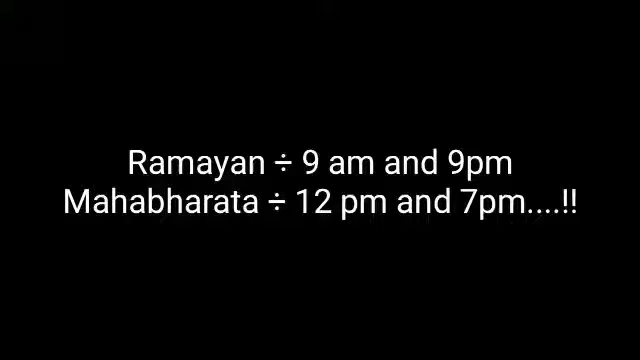 Ramayan ÷ 9 am and 9pm
Mahabharata ÷ 12 pm and 7pm....!!